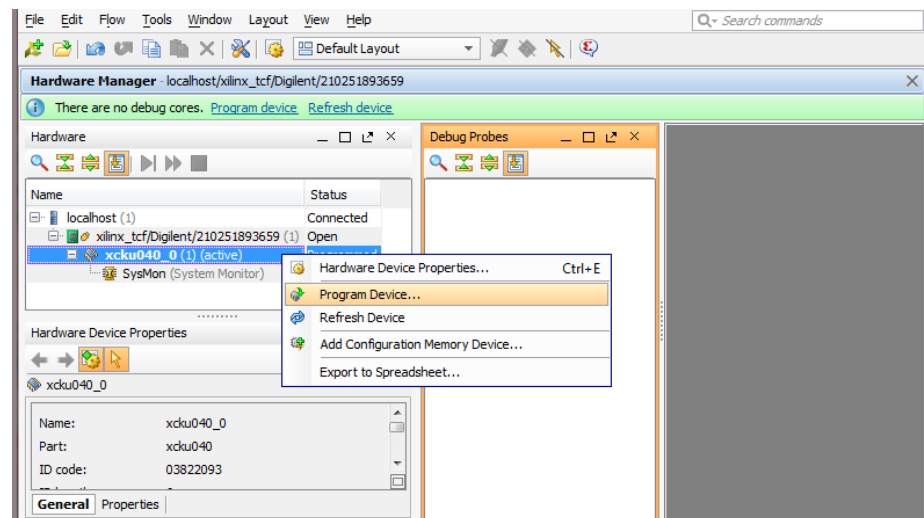 File Edit Flow Tools Window Layout View Help
Search commands
Default Layout
Hardware Manager - localhost/xilinx_tcf/Digilent/210251893659
There are no debug cores. Program device Refresh device
Hardware
Debug Probes
Name Status
localhost (1) Connected
xilinx_tcf/Digilent/210251893659 (1) Open
xcku040_0 (1) (active)
SysMon (System Monitor)
Hardware Device Properties... Ctrl+E
Program Device...
Refresh Device
Add Configuration Memory Device...
Export to Spreadsheet...
Hardware Device Properties
xcku040_0
Name: xcku040_0
Part: xcku040
ID code: 03822093
General Properties